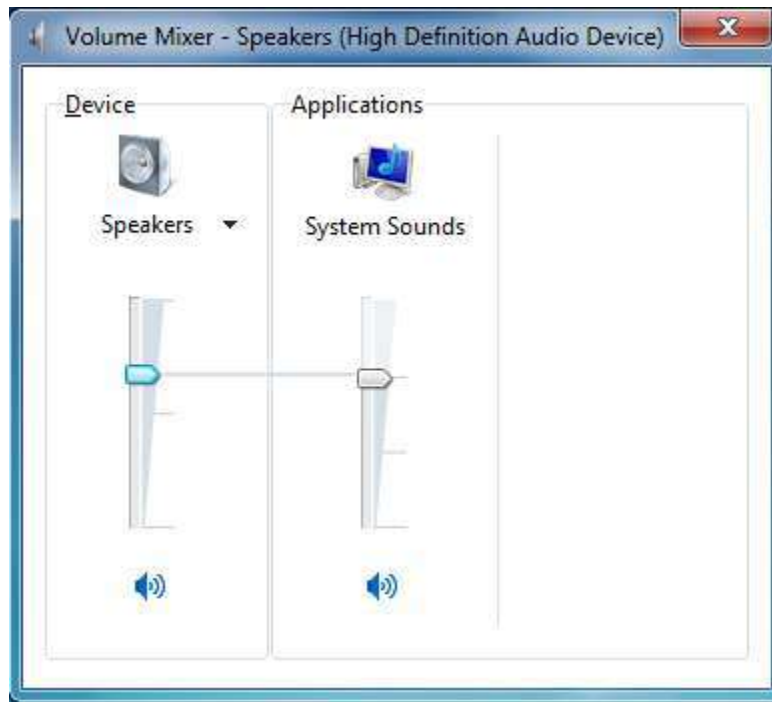 Volume Mixer - Speakers (High Definition Audio Device)
Device
Applications
Speakers
System Sounds